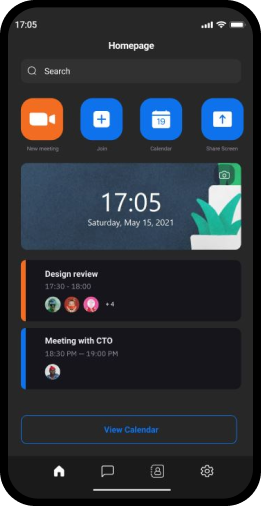 17:05
Homepage
Search
New meeting
Join
19
Calendar
Share Screen
17:05
Saturday, May 15, 2021
Design review
17:30 - 18:00
+ 4
Meeting with CTO
18:30 PM — 19:00 PM
View Calendar